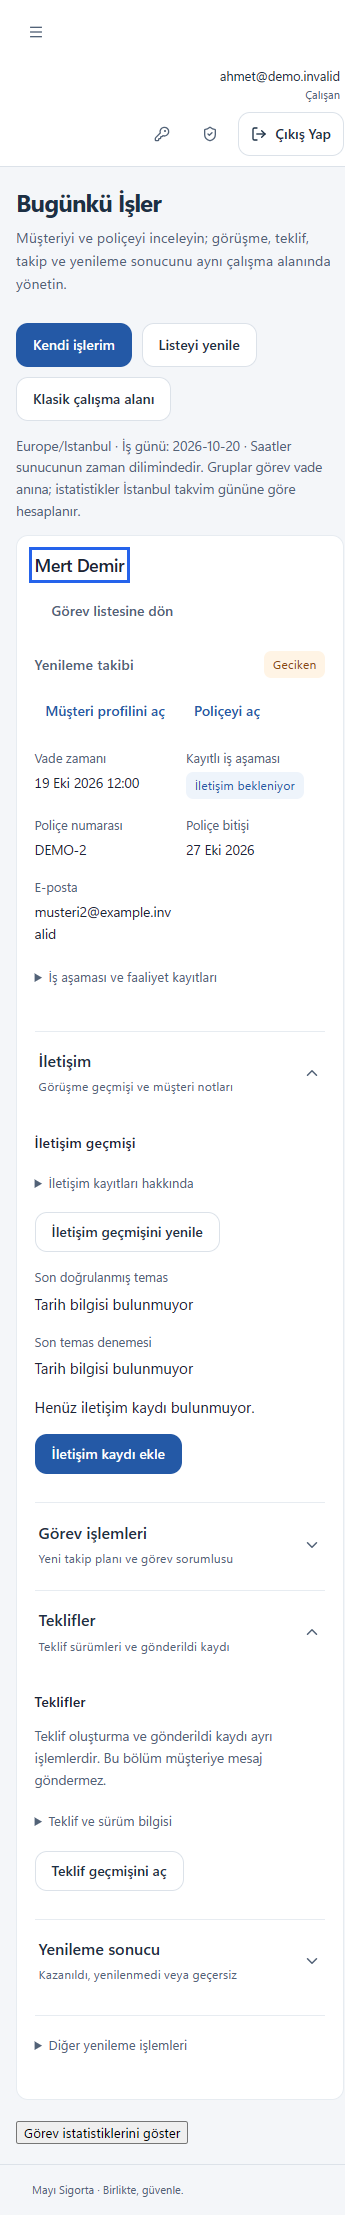 ahmet@demo.invalid
Çalışan
Çıkış Yap
Bugünkü İşler
Müşteriyi ve poliçeyi inceleyin; görüşme, teklif,
takip ve yenileme sonucunu aynı çalışma alanında
yönetin.
Kendi işlerim
Listeyi yenile
Klasik çalışma alanı
Europe/Istanbul · İş günü: 2026-10-20 · Saatler
sunucunun zaman dilimindedir. Gruplar görev vade
anına; istatistikler İstanbul takvim gününe göre
hesaplanır.
Mert Demir
Görev listesine dön
Yenileme takibi
Geciken
Müşteri profilini aç
Poliçeyi aç
Vade zamanı
19 Eki 2026 12:00
Kayıtlı iş aşaması
İletişim bekleniyor
Poliçe numarası
DEMO-2
Poliçe bitişi
27 Eki 2026
E-posta
musteri2@example.inv
alid
İş aşaması ve faaliyet kayıtları
İletişim
Görüşme geçmişi ve müşteri notları
İletişim geçmişi
İletişim kayıtları hakkında
İletişim geçmişini yenile
Son doğrulanmış temas
Tarih bilgisi bulunmuyor
Son temas denemesi
Tarih bilgisi bulunmuyor
Henüz iletişim kaydı bulunmuyor.
İletişim kaydı ekle
Görev işlemleri
Yeni takip planı ve görev sorumlusu
Teklifler
Teklif sürümleri ve gönderildi kaydı
Teklifler
Teklif oluşturma ve gönderildi kaydı ayrı
işlemlerdir. Bu bölüm müşteriye mesaj
göndermez.
Teklif ve sürüm bilgisi
Teklif geçmişini aç
Yenileme sonucu
Kazanıldı, yenilenmedi veya geçersiz
Diğer yenileme işlemleri
Görev istatistiklerini göster
Mayı Sigorta · Birlikte, güvenle.